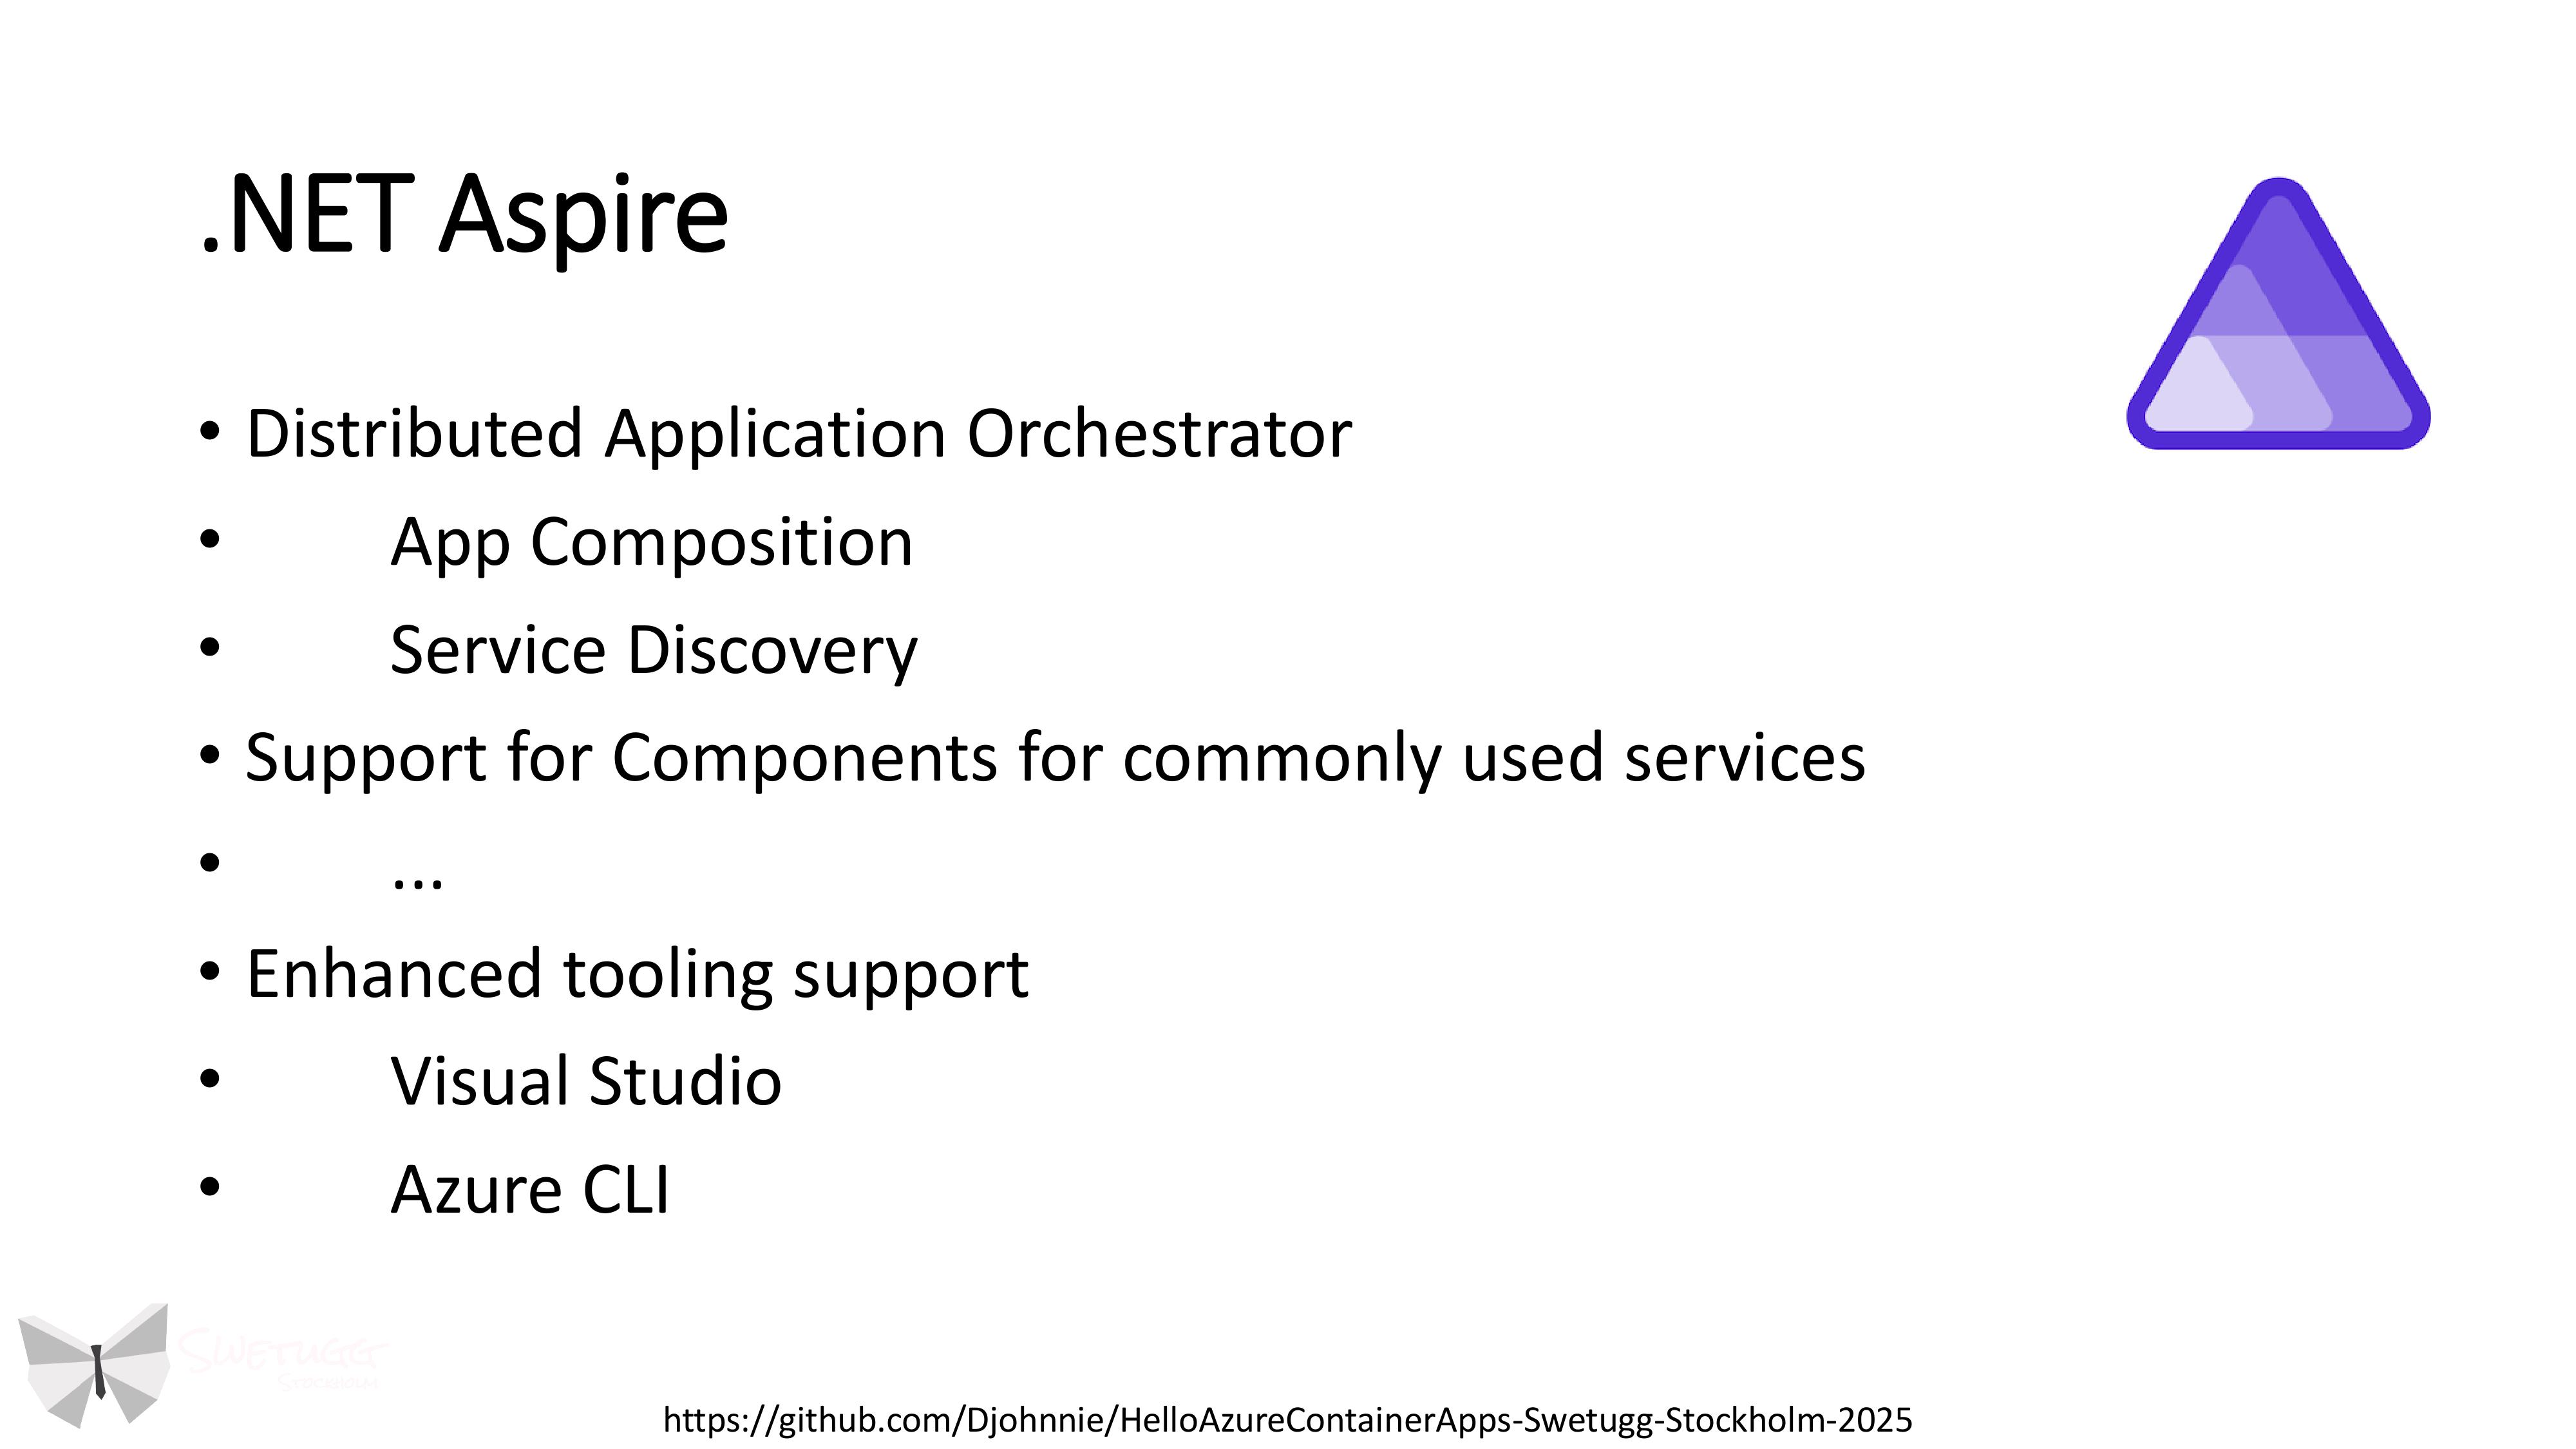 .NET Aspire
• Distributed Application Orchestrator
• App Composition
• Service Discovery
• Support for Components for commonly used services
• ...
• Enhanced tooling support
• Visual Studio
• Azure CLI
Swetugg
Stockholm
https://github.com/Djohnnie/HelloAzureContainerApps-Swetugg-Stockholm-2025